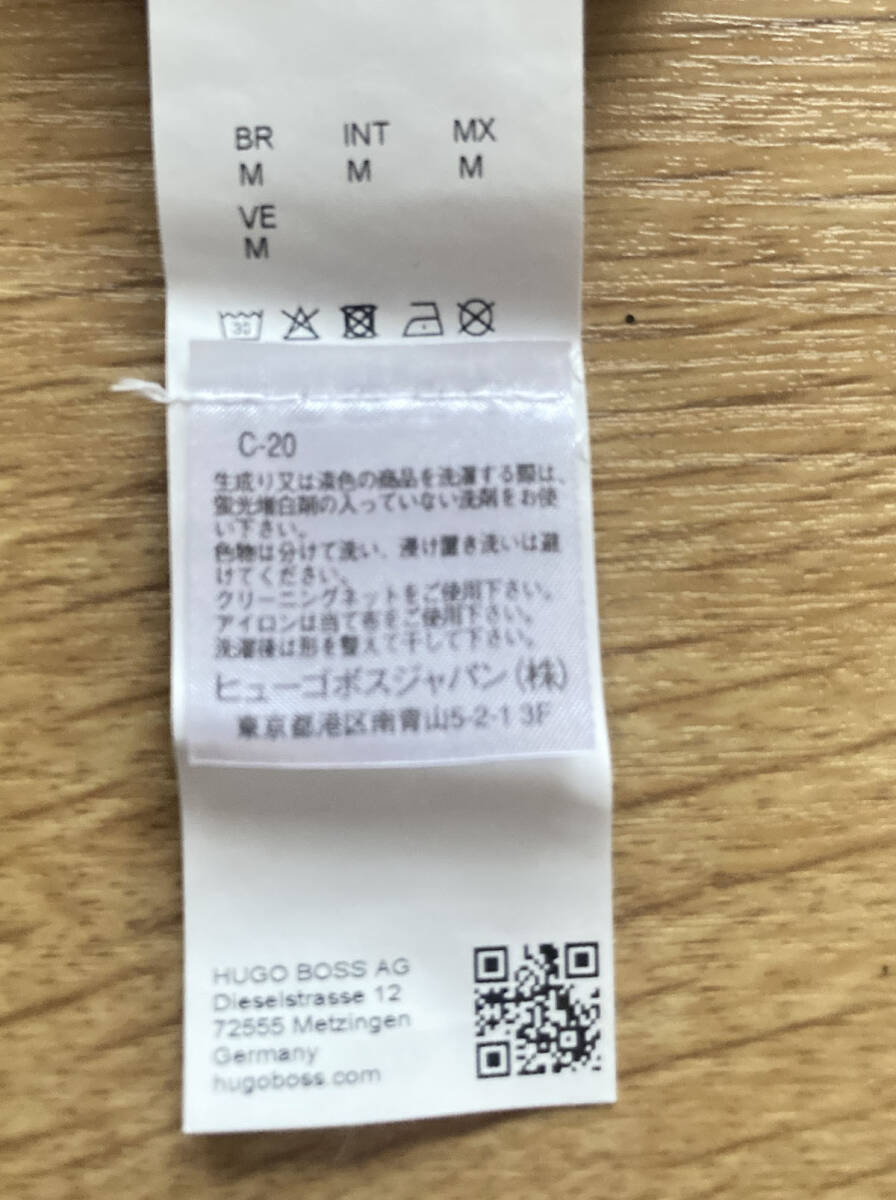 BR INT MX
M M M
VE
M
30
C-20
生成り又は淡色の商品を洗濯する際は、
蛍光増白剤の入っていない洗剤をお使
い下さい。
色物は分けて洗い、浸け置き洗いは避
けてください。
クリーニングネットをご使用下さい。
アイロンは当て布をご使用下さい。
洗濯後は形を整えて干して下さい。
ヒューゴボスジャパン(株)
東京都港区南青山5-2-1 3F
HUGO BOSS AG
Dieselstrasse 12
72555 Metzingen
Germany
hugoboss.com